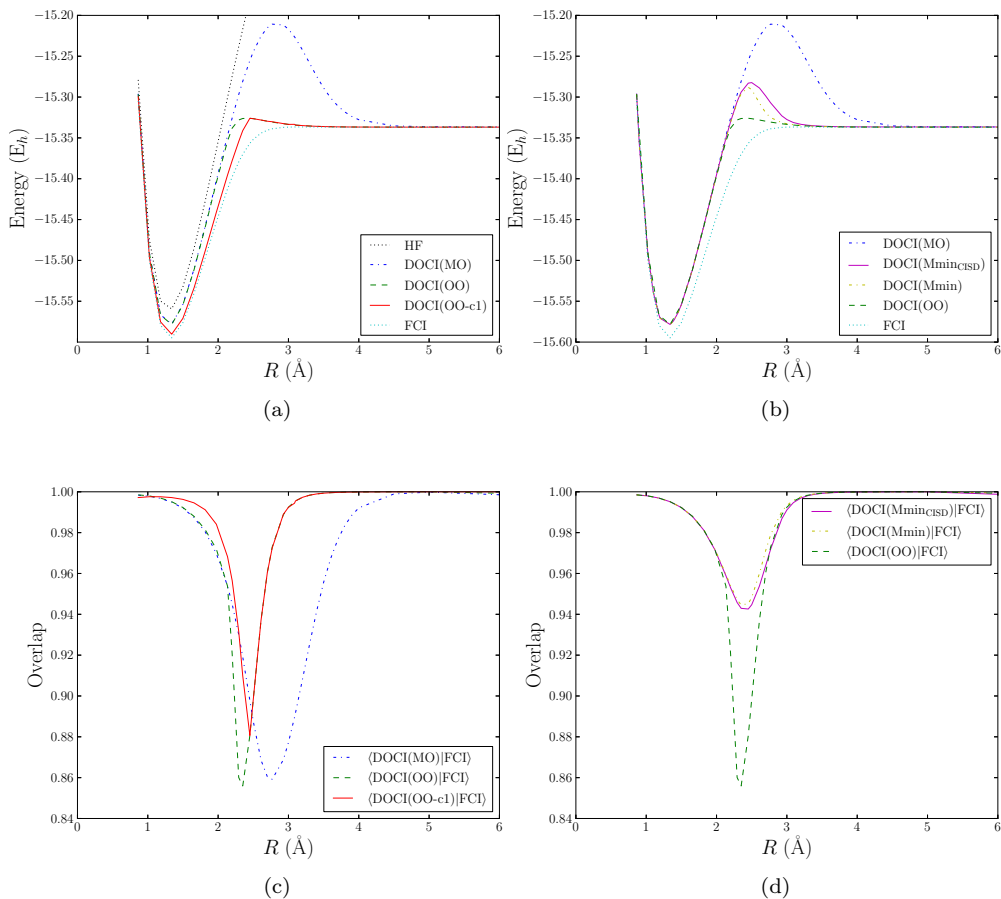 −15.20
−15.30
−15.35
−15.40
−15.45
−15.50
−15.55
−15.60
Energy (E_h)
0
1
2
3
4
5
6
R (Å)
HF
DOCI(MO)
DOCI(OO)
DOCI(OO-c1)
FCI
(a)
−15.20
−15.30
−15.35
−15.40
−15.45
−15.50
−15.55
−15.60
Energy (E_h)
0
1
2
3
4
5
6
R (Å)
DOCI(MO)
DOCI(Mmin_CISD)
DOCI(Mmin)
DOCI(OO)
FCI
(b)
1.00
0.98
0.96
0.94
0.92
0.90
0.88
0.86
0.84
Overlap
0
1
2
3
4
5
6
R (Å)
⟨DOCI(MO)|FCI⟩
⟨DOCI(OO)|FCI⟩
⟨DOCI(OO-c1)|FCI⟩
(c)
1.00
0.98
0.96
0.94
0.92
0.90
0.88
0.86
0.84
Overlap
0
1
2
3
4
5
6
R (Å)
⟨DOCI(Mmin_CISD)|FCI⟩
⟨DOCI(Mmin)|FCI⟩
⟨DOCI(OO)|FCI⟩
(d)